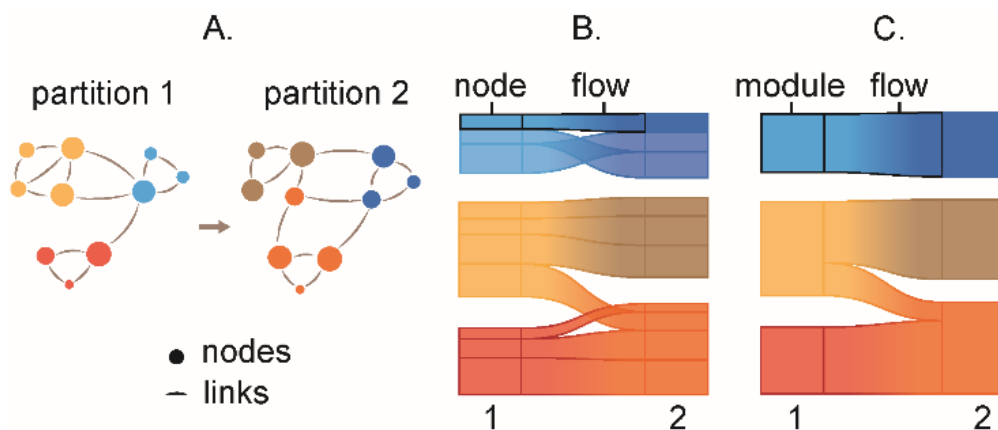 A.
B.
C.
partition 1
partition 2
node
flow
module
flow
nodes
links
1
2
1
2